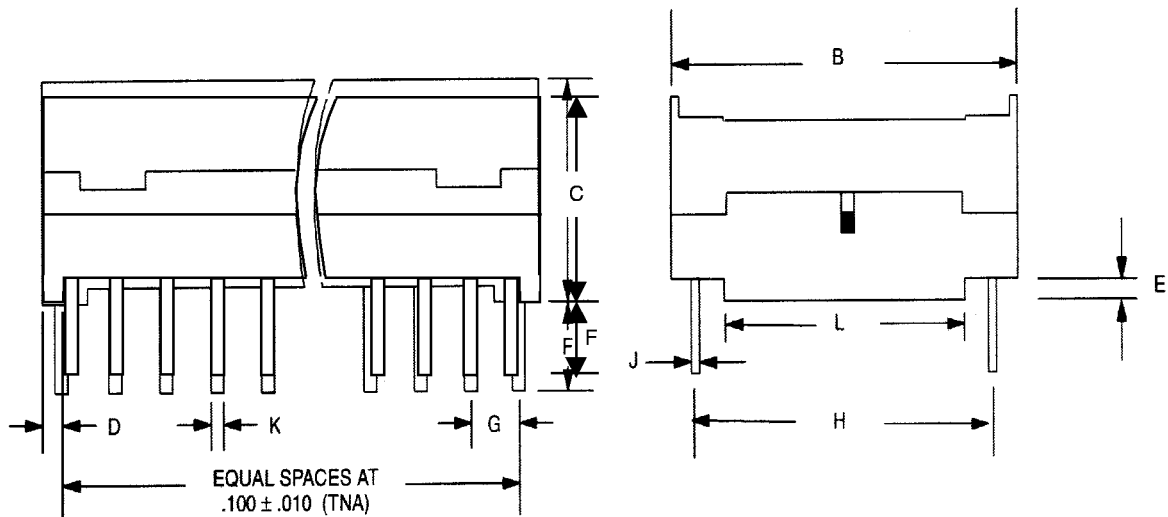 B
C
E
F F
L
J
D
K
G
H
EQUAL SPACES AT
.100 ± .010 (TNA)